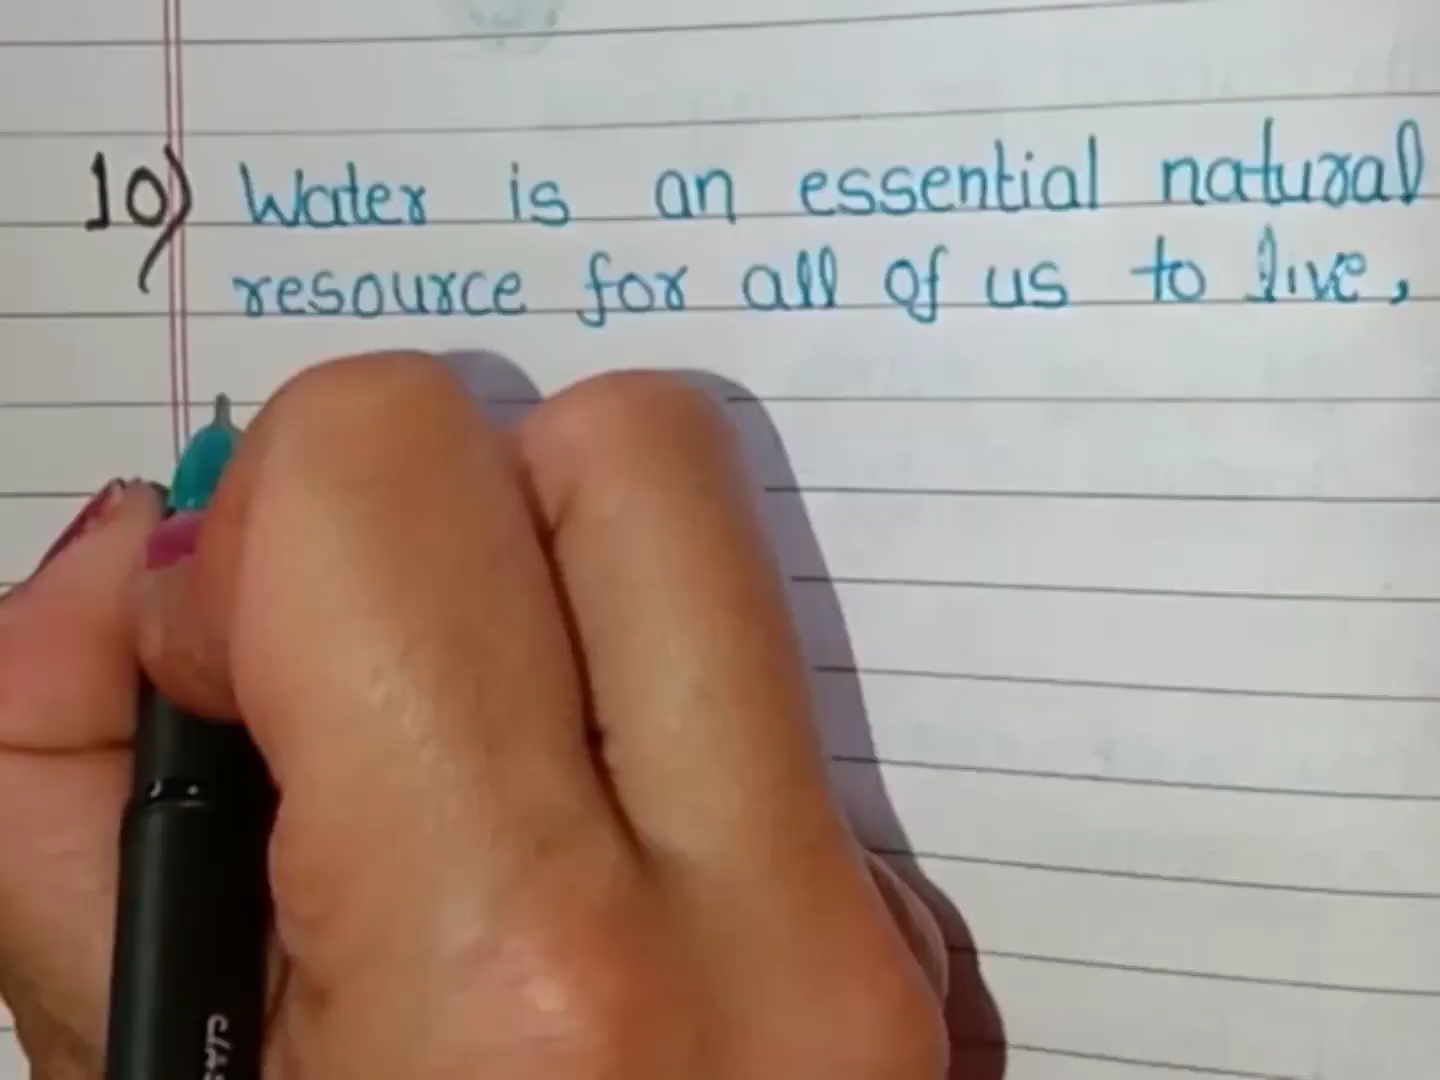 10) Water is an essential natural
resource for all of us to live,